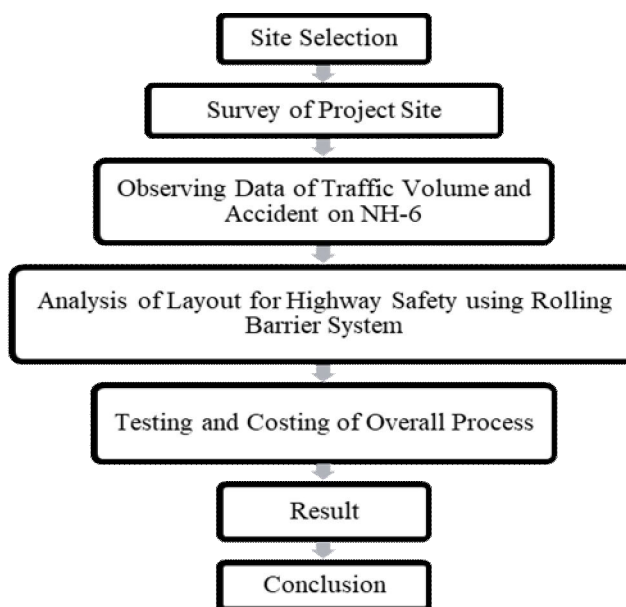 Site Selection
Survey of Project Site
Observing Data of Traffic Volume and
Accident on NH-6
Analysis of Layout for Highway Safety using Rolling
Barrier System
Testing and Costing of Overall Process
Result
Conclusion